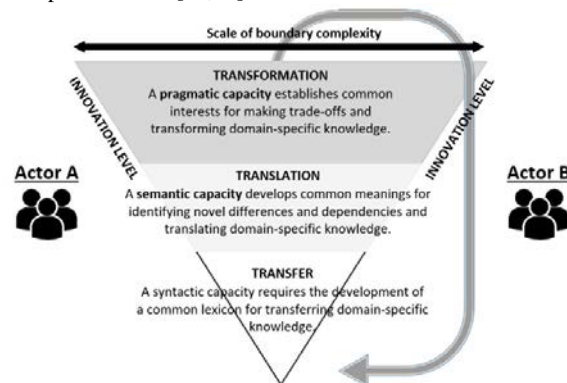 Scale of boundary complexity
TRANSFORMATION
A pragmatic capacity establishes common
interests for making trade-offs and
transforming domain-specific knowledge.
INNOVATION LEVEL
INNOVATION LEVEL
Actor A
Actor B
TRANSLATION
A semantic capacity develops common meanings for
identifying novel differences and dependencies and
translating domain-specific knowledge.
TRANSFER
A syntactic capacity requires the development of
a common lexicon for transferring domain-specific
knowledge.